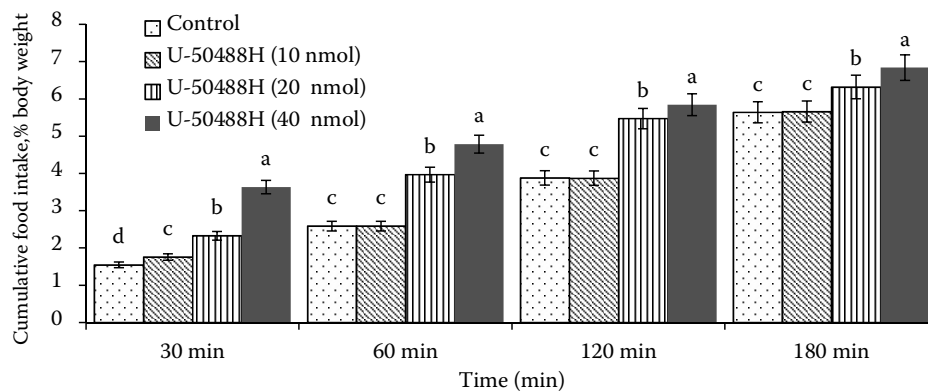 Cumulative food intake,% body weight
8
7
6
5
4
3
2
1
0
Control
U-50488H (10 nmol)
U-50488H (20 nmol)
U-50488H (40 nmol)
d c b a
c c b a
c c b a
c c b a
30 min 60 min 120 min 180 min
Time (min)